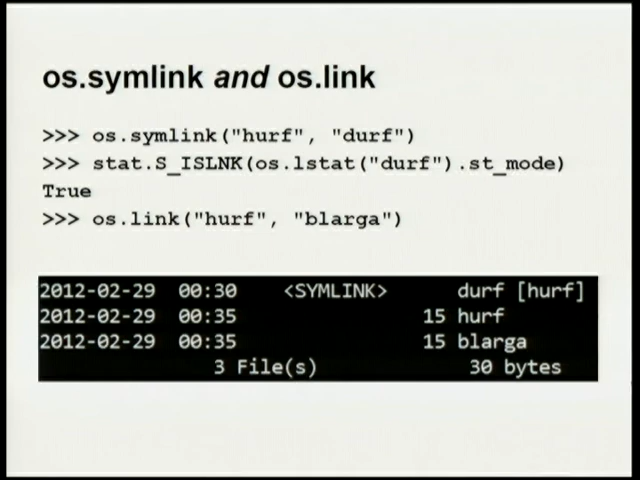 os.symlink and os.link
>>> os.symlink("hurf", "durf")
>>> stat.S_ISLNK(os.lstat("durf").st_mode)
True
>>> os.link("hurf", "blarga")
2012-02-29  00:30    <SYMLINK>      durf [hurf]
2012-02-29  00:35                15 hurf
2012-02-29  00:35                15 blarga
3 File(s)             30 bytes